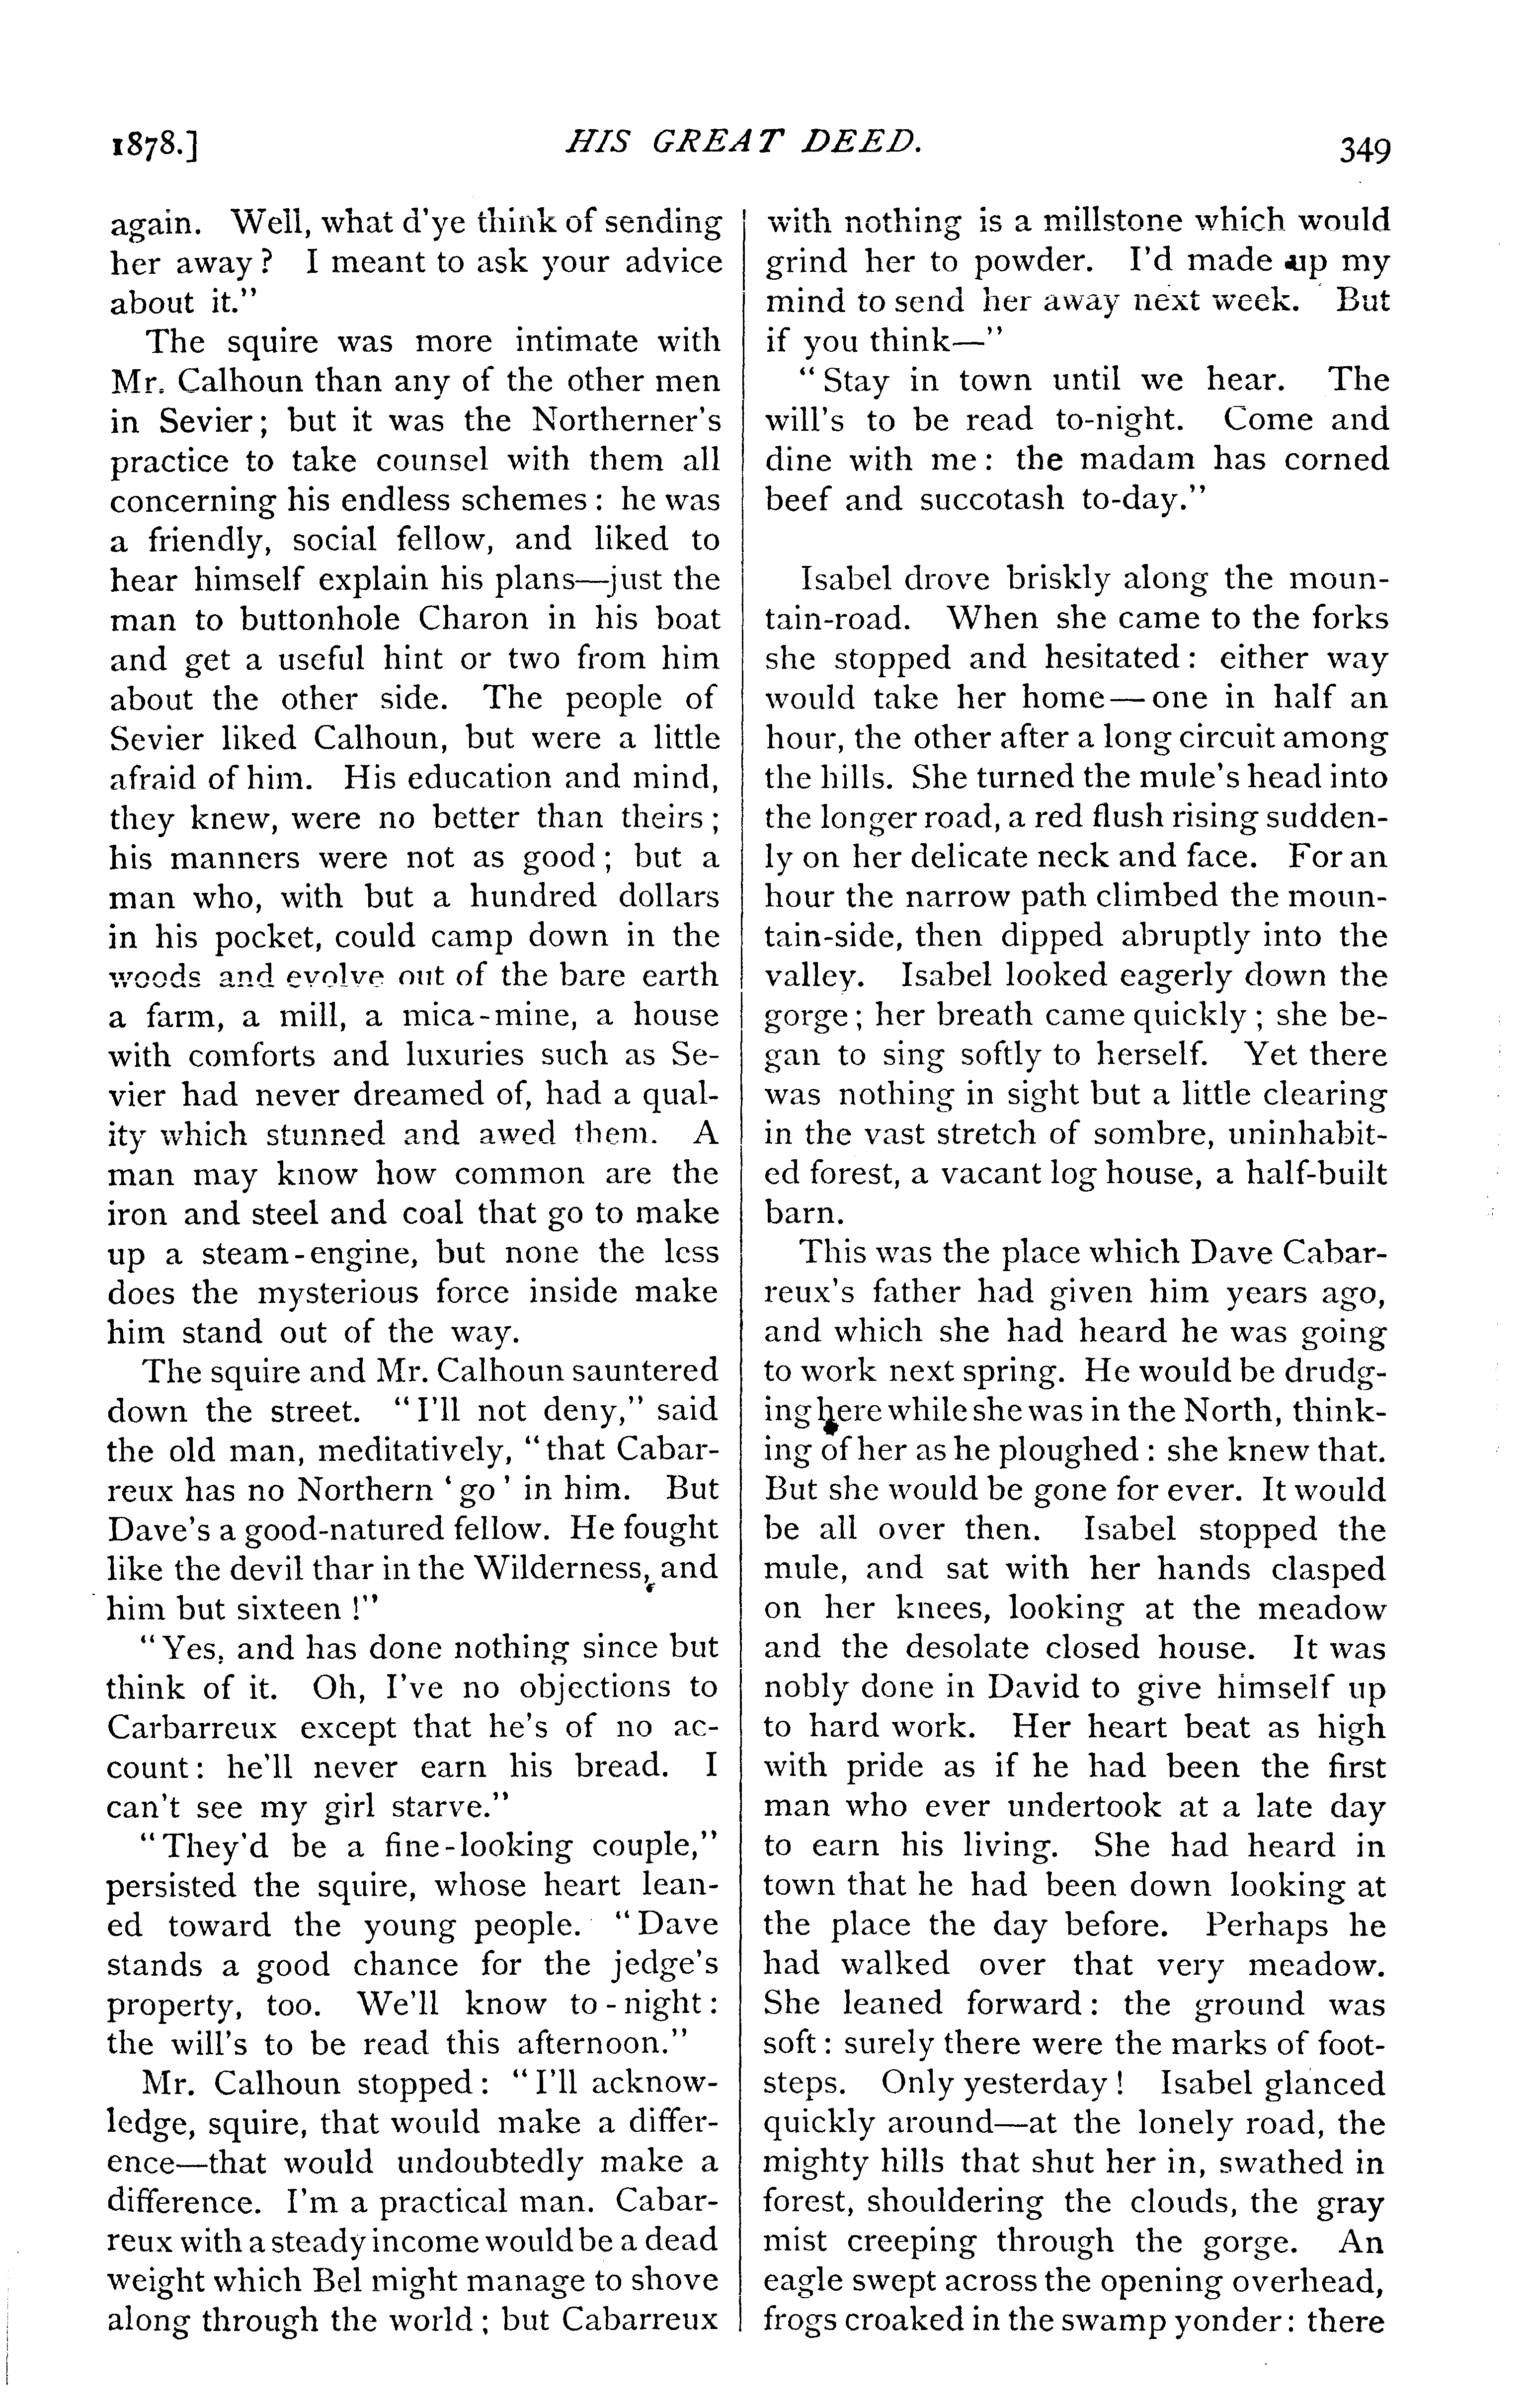 1878.] HIS GREAT DEED. 349
again. Well, what d'ye think of sending
her away? I meant to ask your advice
about it."
The squire was more intimate with
Mr. Calhoun than any of the other men
in Sevier; but it was the Northerner's
practice to take counsel with them all
concerning his endless schemes: he was
a friendly, social fellow, and liked to
hear himself explain his plans—just the
man to buttonhole Charon in his boat
and get a useful hint or two from him
about the other side. The people of
Sevier liked Calhoun, but were a little
afraid of him. His education and mind,
they knew, were no better than theirs;
his manners were not as good; but a
man who, with but a hundred dollars
in his pocket, could camp down in the
woods and evolve out of the bare earth
a farm, a mill, a mica-mine, a house
with comforts and luxuries such as Se-
vier had never dreamed of, had a qual-
ity which stunned and awed them. A
man may know how common are the
iron and steel and coal that go to make
up a steam-engine, but none the less
does the mysterious force inside make
him stand out of the way.
The squire and Mr. Calhoun sauntered
down the street. "I'll not deny," said
the old man, meditatively, "that Cabar-
reux has no Northern 'go' in him. But
Dave's a good-natured fellow. He fought
like the devil thar in the Wilderness, and
him but sixteen!"
"Yes, and has done nothing since but
think of it. Oh, I've no objections to
Carbarreux except that he's of no ac-
count: he'll never earn his bread. I
can't see my girl starve."
"They'd be a fine-looking couple,"
persisted the squire, whose heart lean-
ed toward the young people. "Dave
stands a good chance for the jedge's
property, too. We'll know to-night:
the will's to be read this afternoon."
Mr. Calhoun stopped: "I'll acknow-
ledge, squire, that would make a differ-
ence—that would undoubtedly make a
difference. I'm a practical man. Cabar-
reux with a steady income would be a dead
weight which Bel might manage to shove
along through the world; but Cabarreux
with nothing is a millstone which would
grind her to powder. I'd made up my
mind to send her away next week. But
if you think—"
"Stay in town until we hear. The
will's to be read to-night. Come and
dine with me: the madam has corned
beef and succotash to-day."
Isabel drove briskly along the moun-
tain-road. When she came to the forks
she stopped and hesitated: either way
would take her home—one in half an
hour, the other after a long circuit among
the hills. She turned the mule's head into
the longer road, a red flush rising sudden-
ly on her delicate neck and face. For an
hour the narrow path climbed the moun-
tain-side, then dipped abruptly into the
valley. Isabel looked eagerly down the
gorge; her breath came quickly; she be-
gan to sing softly to herself. Yet there
was nothing in sight but a little clearing
in the vast stretch of sombre, uninhabit-
ed forest, a vacant log house, a half-built
barn.
This was the place which Dave Cabar-
reux's father had given him years ago,
and which she had heard he was going
to work next spring. He would be drudg-
ing here while she was in the North, think-
ing of her as he ploughed: she knew that.
But she would be gone for ever. It would
be all over then. Isabel stopped the
mule, and sat with her hands clasped
on her knees, looking at the meadow
and the desolate closed house. It was
nobly done in David to give himself up
to hard work. Her heart beat as high
with pride as if he had been the first
man who ever undertook at a late day
to earn his living. She had heard in
town that he had been down looking at
the place the day before. Perhaps he
had walked over that very meadow.
She leaned forward: the ground was
soft: surely there were the marks of foot-
steps. Only yesterday! Isabel glanced
quickly around—at the lonely road, the
mighty hills that shut her in, swathed in
forest, shouldering the clouds, the gray
mist creeping through the gorge. An
eagle swept across the opening overhead,
frogs croaked in the swamp yonder: there